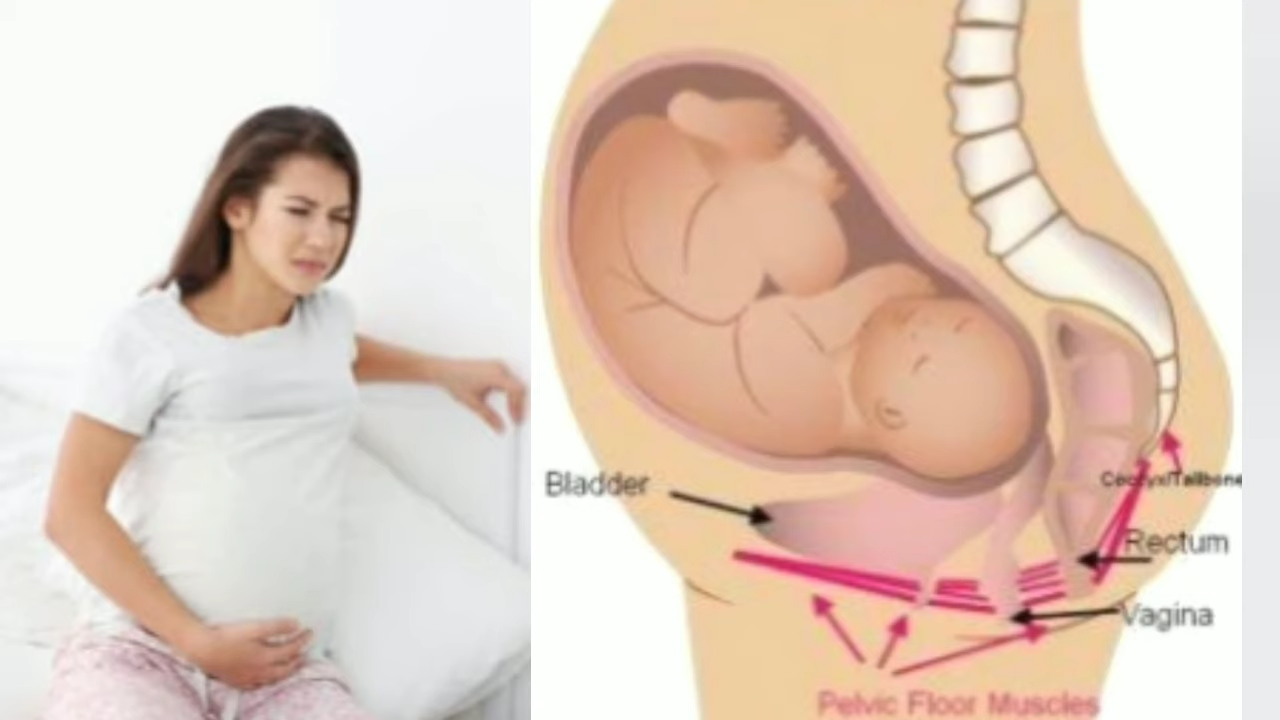 Bladder
Coccyx/Tailbone
Rectum
Vagina
Pelvic Floor Muscles